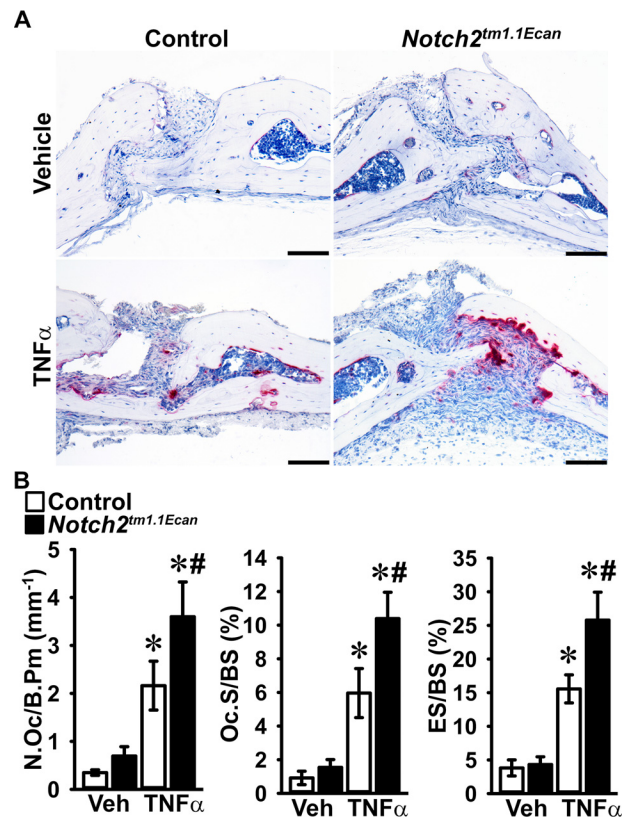 A
Control
Notch2tm1.1Ecan
Vehicle
TNFα
B
Control
Notch2tm1.1Ecan
N.Oc/B.Pm (mm-1)
5
4
3
2
1
0
*
*#
Veh TNFα
Oc.S/BS (%)
14
12
10
8
6
4
2
0
*
*#
Veh TNFα
ES/BS (%)
35
30
25
20
15
10
5
0
*
*#
Veh TNFα